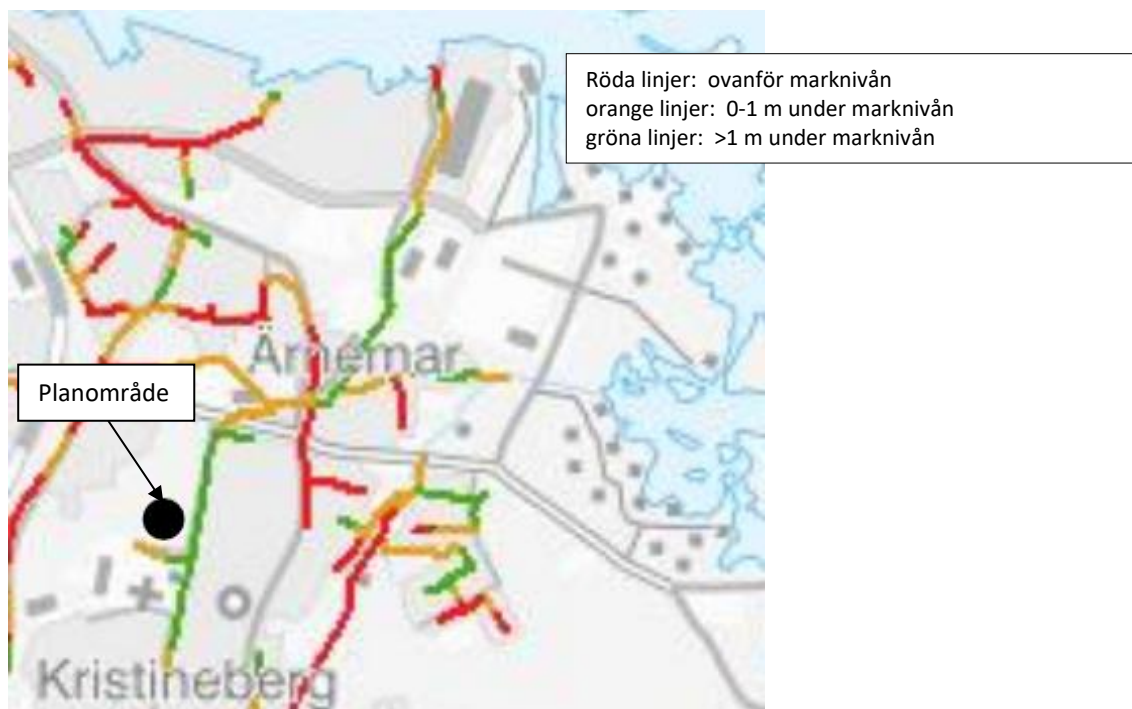 Röda linjer: ovanför marknivån
orange linjer: 0-1 m under marknivån
gröna linjer: >1 m under marknivån
Ärnemar
Planområde
Kristineberg